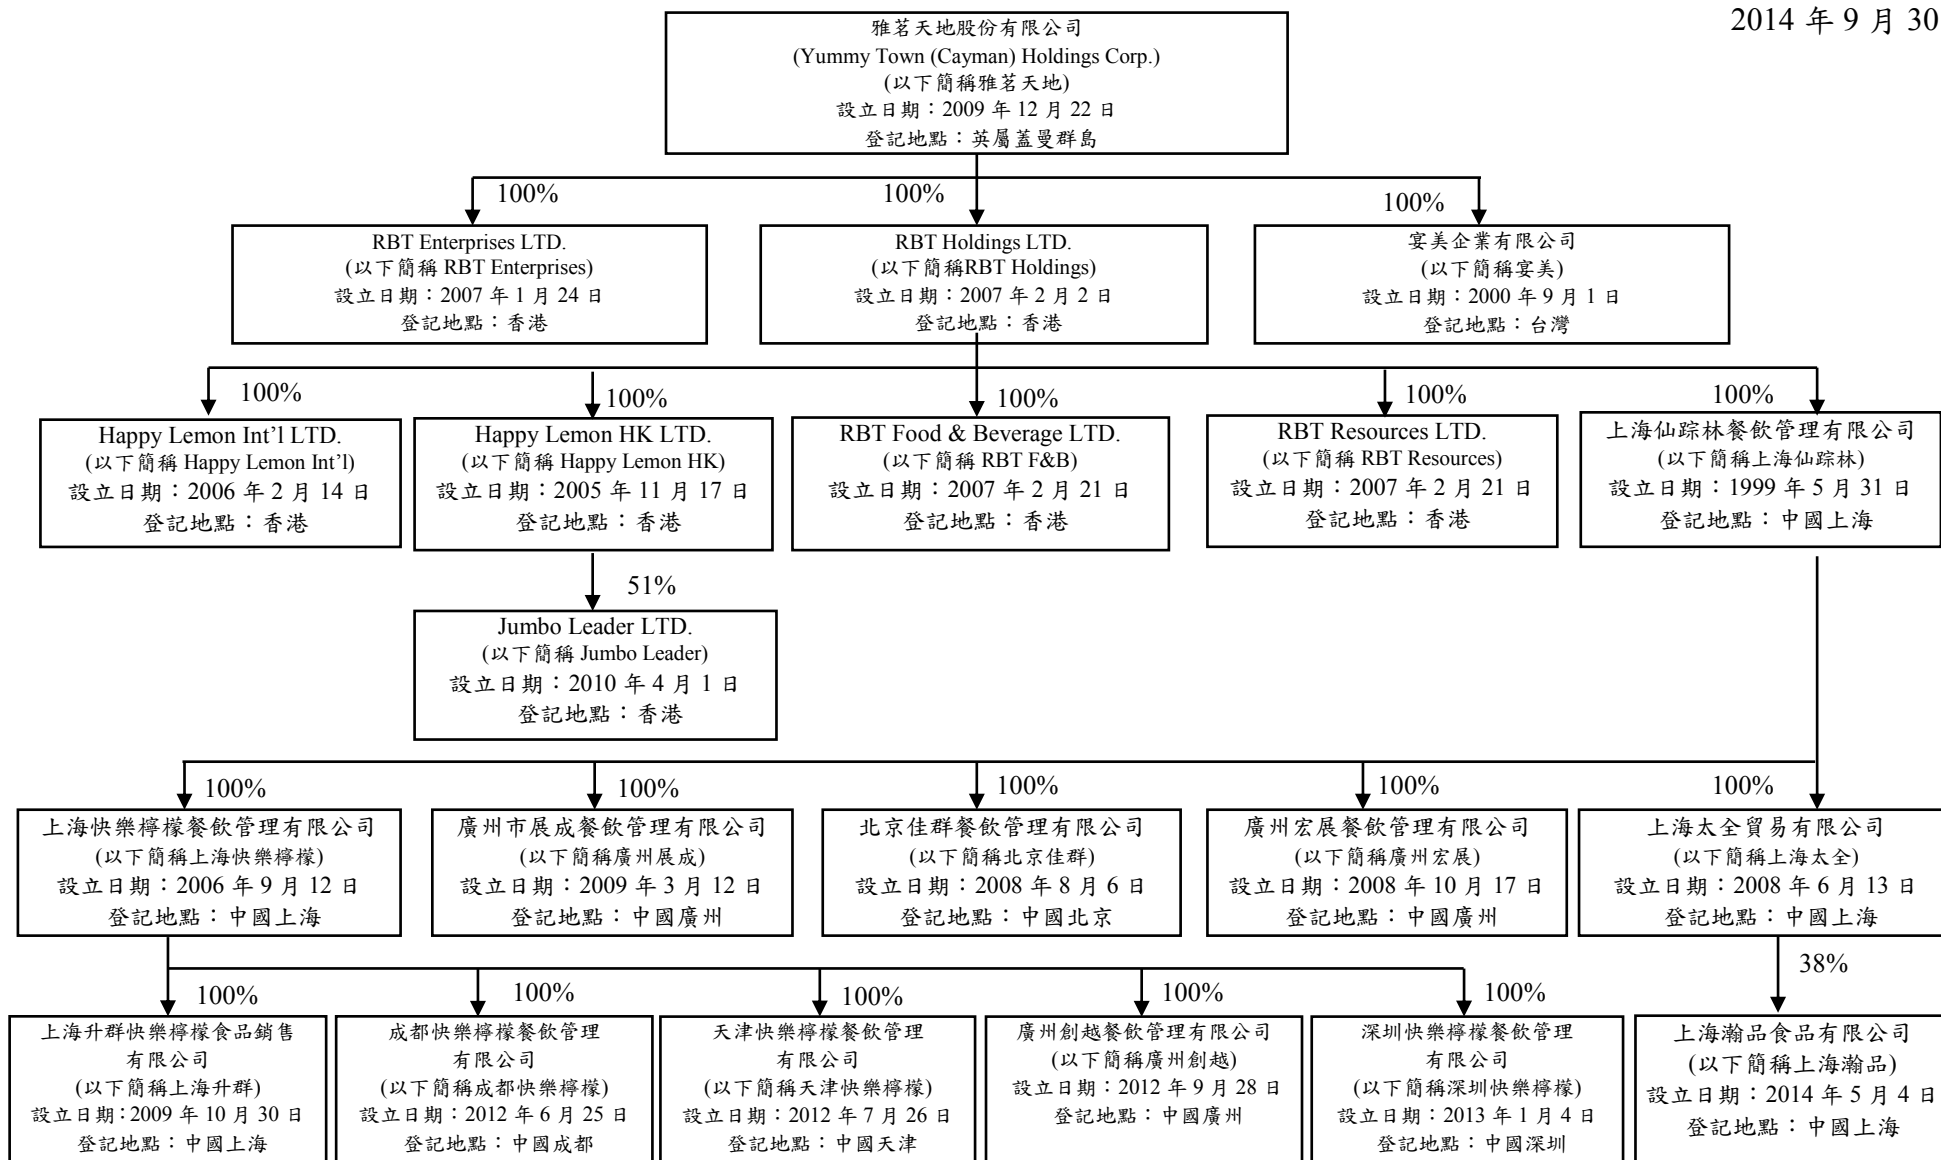 2014 年 9 月 30
雅茗天地股份有限公司
(Yummy Town (Cayman) Holdings Corp.)
(以下簡稱雅茗天地)
設立日期：2009 年 12 月 22 日
登記地點：英屬蓋曼群島
100%
100%
100%
RBT Enterprises LTD.
(以下簡稱 RBT Enterprises)
設立日期：2007 年 1 月 24 日
登記地點：香港
RBT Holdings LTD.
(以下簡稱RBT Holdings)
設立日期：2007 年 2 月 2 日
登記地點：香港
宴美企業有限公司
(以下簡稱宴美)
設立日期：2000 年 9 月 1 日
登記地點：台灣
100%
100%
100%
100%
100%
Happy Lemon Int’l LTD.
(以下簡稱 Happy Lemon Int’l)
設立日期：2006 年 2 月 14 日
登記地點：香港
Happy Lemon HK LTD.
(以下簡稱 Happy Lemon HK)
設立日期：2005 年 11 月 17 日
登記地點：香港
RBT Food & Beverage LTD.
(以下簡稱 RBT F&B)
設立日期：2007 年 2 月 21 日
登記地點：香港
RBT Resources LTD.
(以下簡稱 RBT Resources)
設立日期：2007 年 2 月 21 日
登記地點：香港
上海仙踪林餐飲管理有限公司
(以下簡稱上海仙踪林)
設立日期：1999 年 5 月 31 日
登記地點：中國上海
51%
Jumbo Leader LTD.
(以下簡稱 Jumbo Leader)
設立日期：2010 年 4 月 1 日
登記地點：香港
100%
100%
100%
100%
100%
上海快樂檸檬餐飲管理有限公司
(以下簡稱上海快樂檸檬)
設立日期：2006 年 9 月 12 日
登記地點：中國上海
廣州市展成餐飲管理有限公司
(以下簡稱廣州展成)
設立日期：2009 年 3 月 12 日
登記地點：中國廣州
北京佳群餐飲管理有限公司
(以下簡稱北京佳群)
設立日期：2008 年 8 月 6 日
登記地點：中國北京
廣州宏展餐飲管理有限公司
(以下簡稱廣州宏展)
設立日期：2008 年 10 月 17 日
登記地點：中國廣州
上海太全貿易有限公司
(以下簡稱上海太全)
設立日期：2008 年 6 月 13 日
登記地點：中國上海
100%
100%
100%
100%
100%
38%
上海升群快樂檸檬食品銷售
有限公司
(以下簡稱上海升群)
設立日期：2009 年 10 月 30 日
登記地點：中國上海
成都快樂檸檬餐飲管理
有限公司
(以下簡稱成都快樂檸檬)
設立日期：2012 年 6 月 25 日
登記地點：中國成都
天津快樂檸檬餐飲管理
有限公司
(以下簡稱天津快樂檸檬)
設立日期：2012 年 7 月 26 日
登記地點：中國天津
廣州創越餐飲管理有限公司
(以下簡稱廣州創越)
設立日期：2012 年 9 月 28 日
登記地點：中國廣州
深圳快樂檸檬餐飲管理
有限公司
(以下簡稱深圳快樂檸檬)
設立日期：2013 年 1 月 4 日
登記地點：中國深圳
上海瀚品食品有限公司
(以下簡稱上海瀚品)
設立日期：2014 年 5 月 4 日
登記地點：中國上海